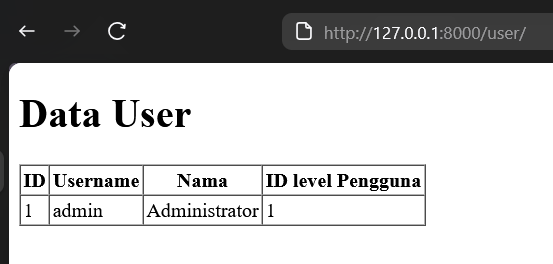 http://127.0.0.1:8000/user/
Data User
ID Username Nama ID level Pengguna
1 admin Administrator 1